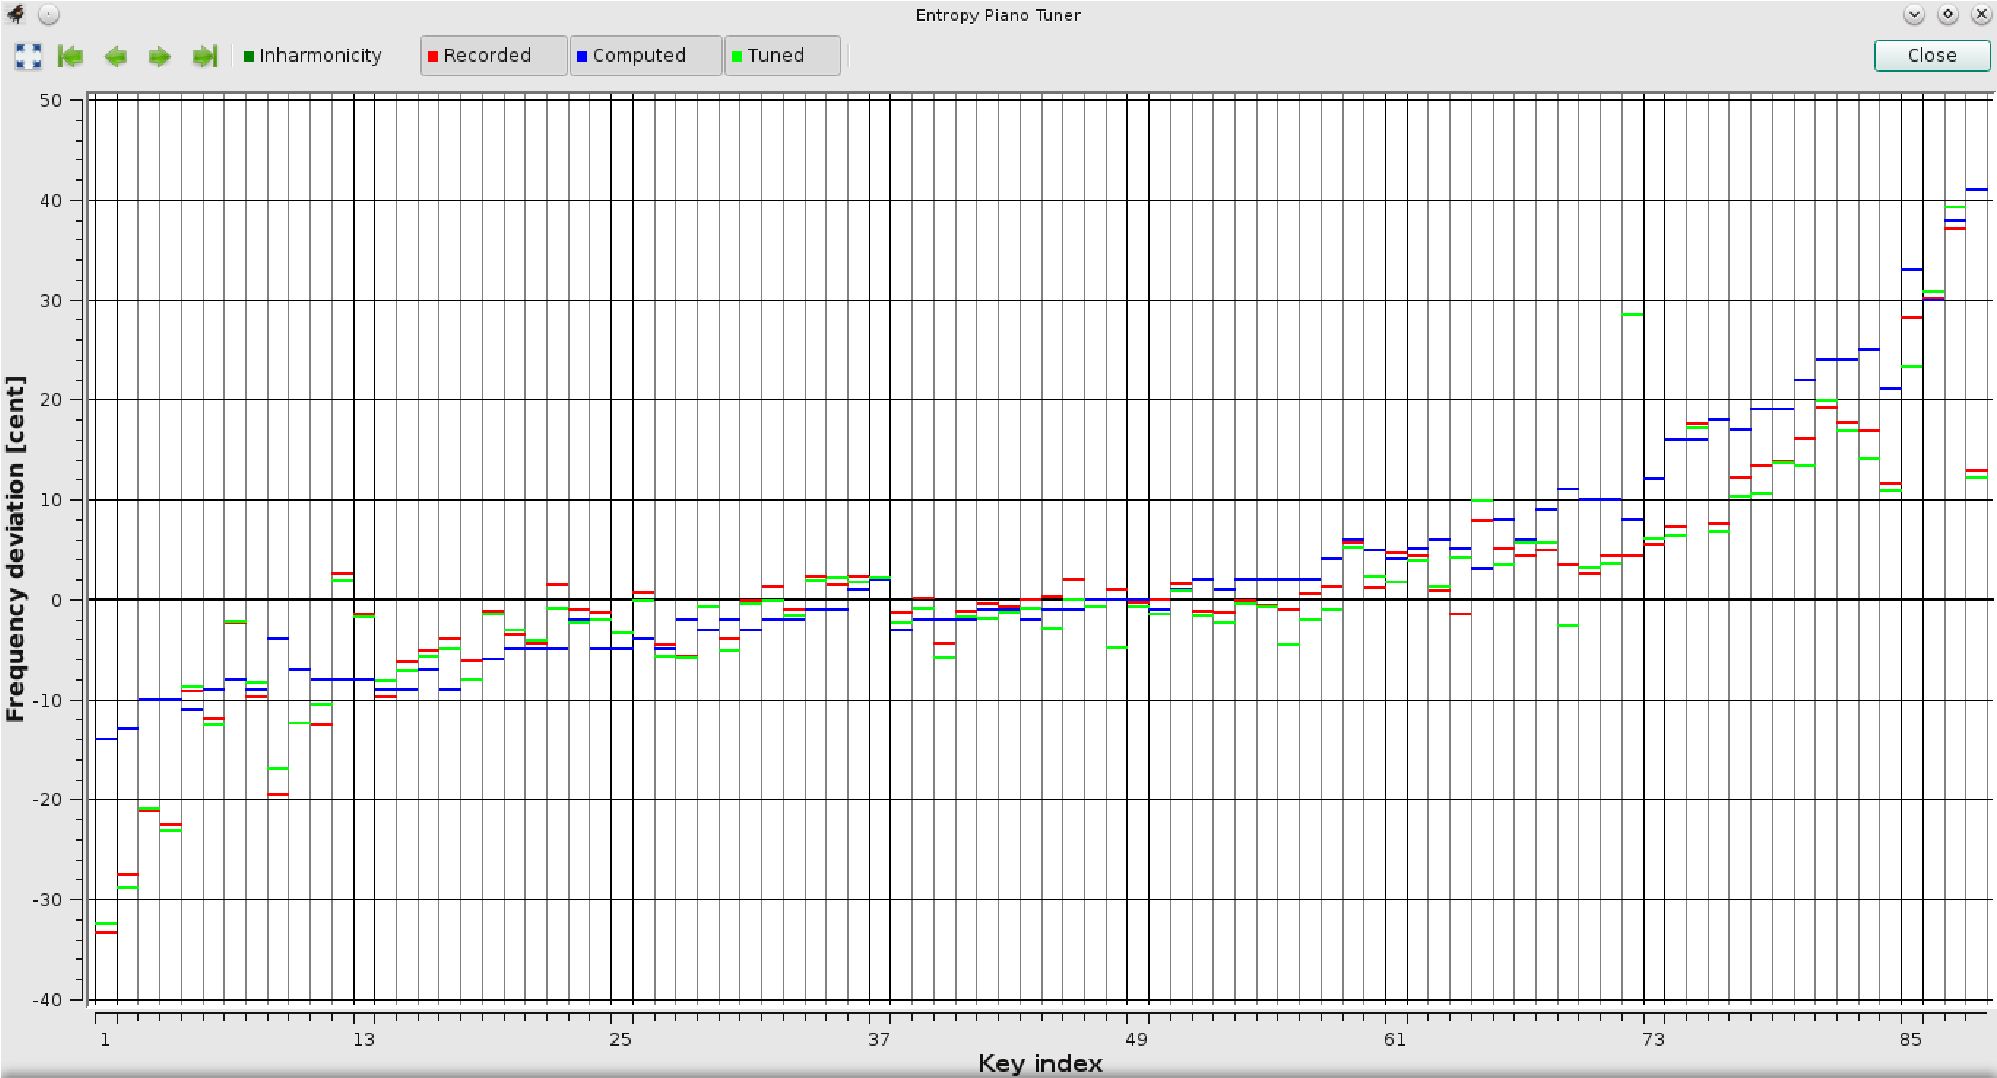 Entropy Piano Tuner
Inharmonicity Recorded Computed Tuned Close
50
40
30
20
10
0
-10
-20
-30
-40
Frequency deviation [cent]
1 13 25 37 49 61 73 85
Key index